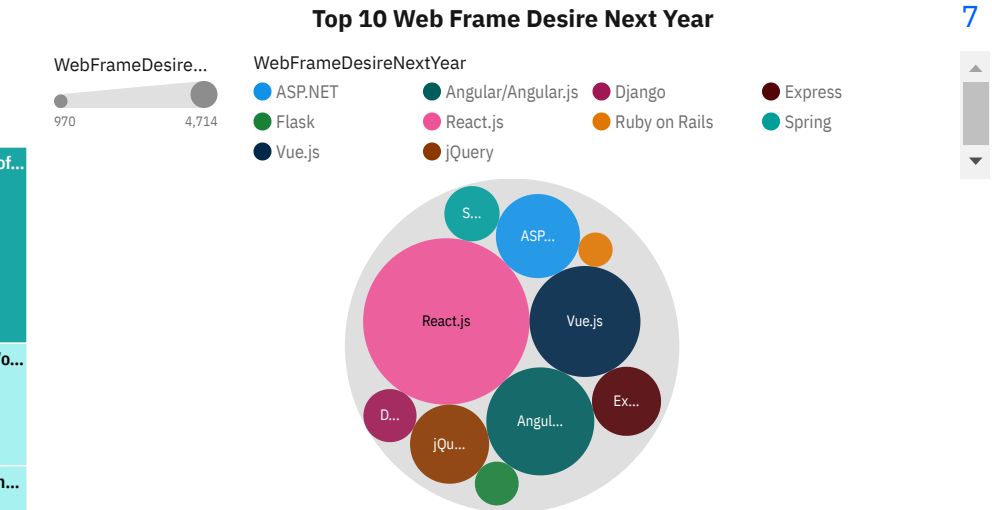 Top 10 Web Frame Desire Next Year
7
WebFrameDesire...
970
4,714
WebFrameDesireNextYear
ASP.NET
Angular/Angular.js
Django
Express
Flask
React.js
Ruby on Rails
Spring
Vue.js
jQuery
of...
S...
ASP...
React.js
Vue.js
o...
Ex...
D...
Angul...
jQu...
n...